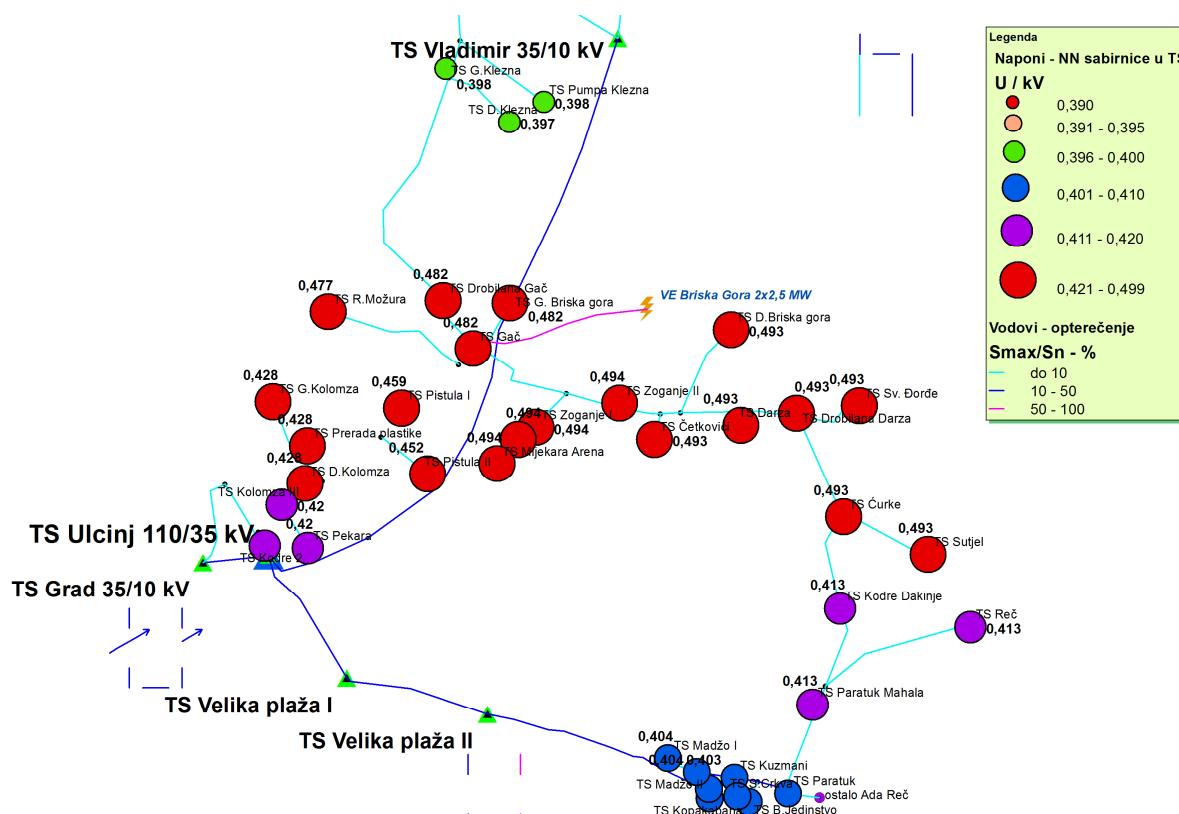 TS Vladimir 35/10 kV
TS G.Klezna
0,398
TS Pumpa Klezna
0,398
TS D.Klezna
0,397
Legenda
Naponi - NN sabirnice u TS
U / kV
0,390
0,391 - 0,395
0,396 - 0,400
0,401 - 0,410
0,411 - 0,420
0,421 - 0,499
Vodovi - opterečenje
Smax/Sn - %
do 10
10 - 50
50 - 100
0,477
TS R.Možura
0,482
TS Drobilana Gač
TS G. Briska gora
0,482
0,482
TS Gač
VE Briska Gora 2x2,5 MW
TS D.Briska gora
0,493
0,428
TS G.Kolomza
0,459
TS Pistula I
0,494
TS Zoganje II
0,493
TS Darza
0,493
TS Drobilana Darza
0,493
TS Sv. Đorđe
0,494
TS Zoganje I
0,494
TS Četkovići
0,493
0,428
TS Prerada plastike
0,452
TS Pistula II
0,494
TS Mljekara Arena
0,428
TS D.Kolomza
TS Kolomza III
0,42
0,42
TS Pekara
0,493
TS Ćurke
0,493
TS Sutjel
TS Ulcinj 110/35 kV
TS Kodre 2
TS Grad 35/10 kV
0,413
TS Kodre Dakinje
TS Reč
0,413
0,413
TS Paratuk Mahala
TS Velika plaža I
TS Velika plaža II
0,404
TS Madžo I
0,404
0,403
TS Kuzmani
TS Madžo II
TS Paratuk
ostalo Ada Reč
TS Kopakabana
TS B.Jedinstvo